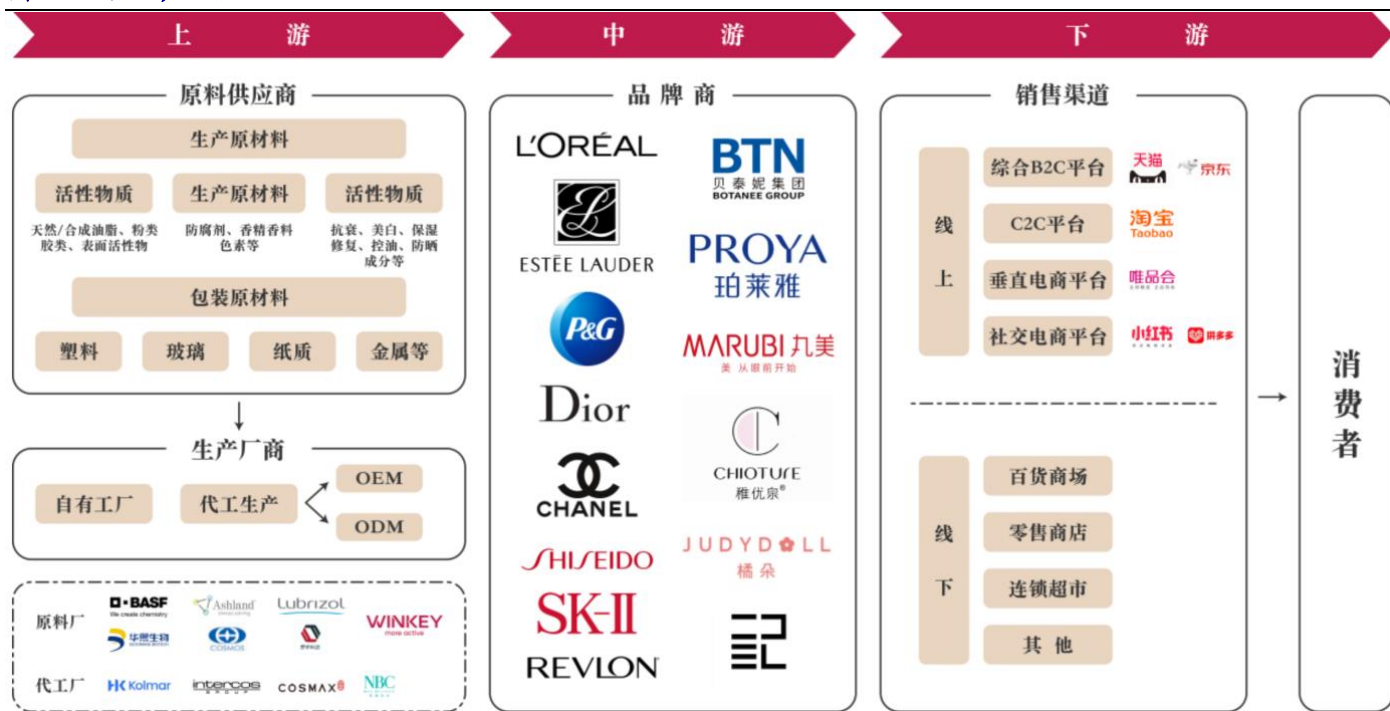 上 游
原料供应商
生产原材料
活性物质
生产原材料
活性物质
天然/合成油脂、粉类
胶类、表面活性物
防腐剂、香精香料
色素等
抗衰、美白、保湿
修复、控油、防晒
成分等
包装原材料
塑料
玻璃
纸质
金属等
生产厂商
自有工厂
代工生产
OEM
ODM
原料厂
BASF
We create chemistry
Ashland
Lubrizol
WINKEY
more active
华熙生物
COSMOS
代工厂
HK Kolmar
intercos
GROUP
COSMAX
NBC
中 游
品牌商
L'ORÉAL
ESTĒE LAUDER
P&G
Dior
CHANEL
SHISEIDO
SK-II
REVLON
BTN
贝泰妮集团
BOTANEE GROUP
PROYA
珀莱雅
MARUBI 丸美
美 从眼前开始
CHIOTURE
稚优泉®
JUDYDOLL
橘朵
下 游
销售渠道
线上
综合B2C平台
天猫
京东
C2C平台
淘宝
Taobao
垂直电商平台
唯品会
社交电商平台
小红书
拼多多
线下
百货商场
零售商店
连锁超市
其他
消费者